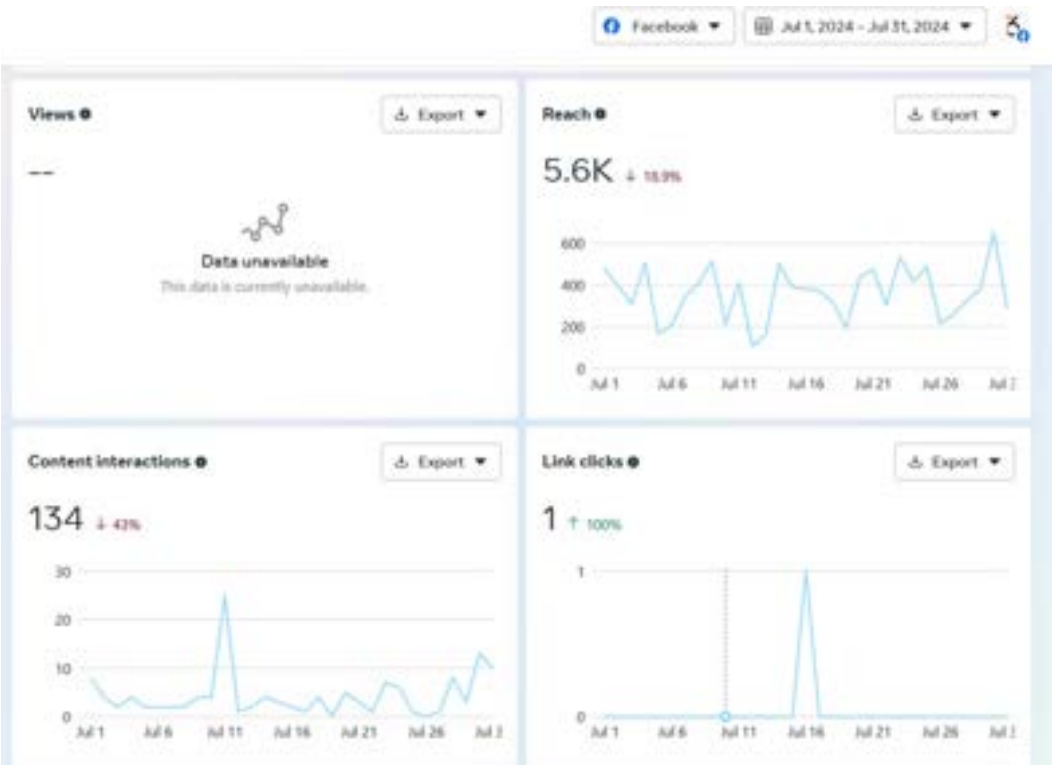 Facebook
Jul 1, 2024 - Jul 31, 2024
Views
Export
--
Data unavailable
This data is currently unavailable.
Reach
Export
5.6K ↓ 18.9%
600
400
200
0
Jul 1 Jul 6 Jul 11 Jul 16 Jul 21 Jul 26 Jul
Content interactions
Export
134 ↓ 43%
30
20
10
0
Jul 1 Jul 6 Jul 11 Jul 16 Jul 21 Jul 26 Jul
Link clicks
Export
1 ↑ 100%
1
0
Jul 1 Jul 6 Jul 11 Jul 16 Jul 21 Jul 26 Jul